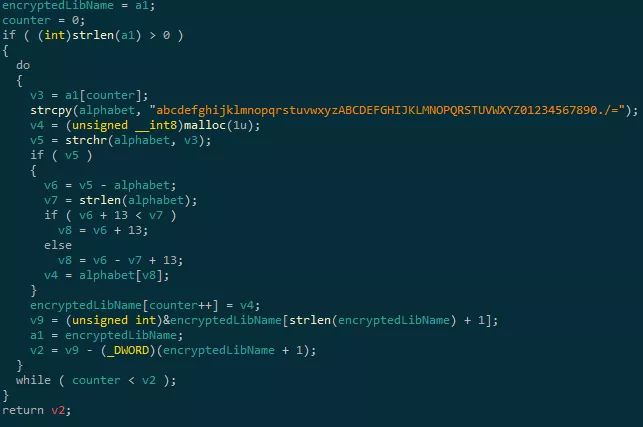 encryptedLibName = a1;
counter = 0;
if ( (int)strlen(a1) > 0 )
{
  do
  {
    v3 = a1[counter];
    strcpy(alphabet, "abcdefghijklmnopqrstuvwxyzABCDEFGHIJKLMNOPQRSTUVWXYZ01234567890./=");
    v4 = (unsigned __int8)malloc(1u);
    v5 = strchr(alphabet, v3);
    if ( v5 )
    {
      v6 = v5 - alphabet;
      v7 = strlen(alphabet);
      if ( v6 + 13 < v7 )
        v8 = v6 + 13;
      else
        v8 = v6 - v7 + 13;
      v4 = alphabet[v8];
    }
    encryptedLibName[counter++] = v4;
    v9 = (unsigned int)&encryptedLibName[strlen(encryptedLibName) + 1];
    a1 = encryptedLibName;
    v2 = v9 - (_DWORD)(encryptedLibName + 1);
  }
  while ( counter < v2 );
}
return v2;